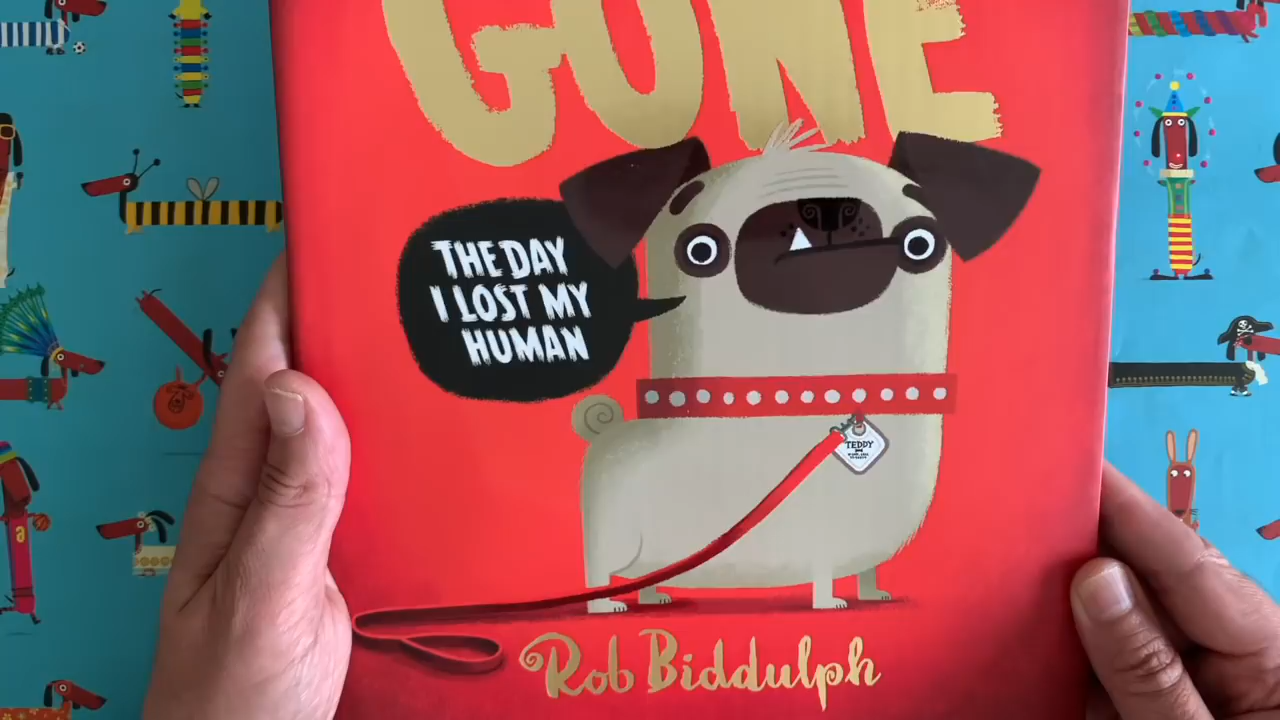 GONE
THE DAY
I LOST MY
HUMAN
TEDDY
Rob Biddulph